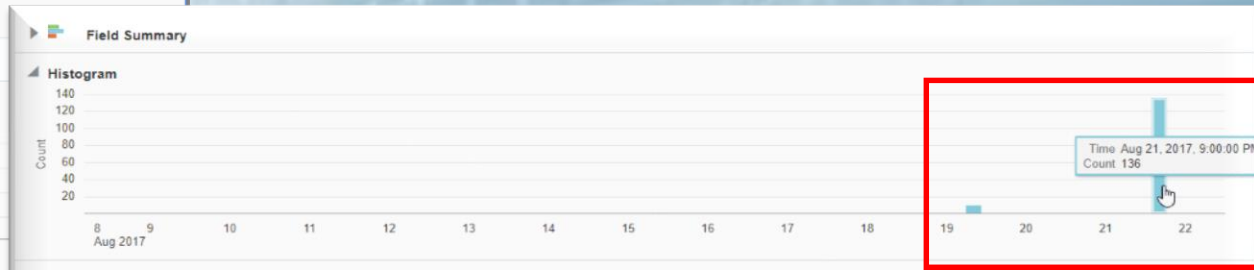 Field Summary
Histogram
140
120
100
80
60
40
20
Count
Time Aug 21, 2017, 9:00:00 PM
Count 136
8 9 10 11 12 13 14 15 16 17 18 19 20 21 22
Aug 2017